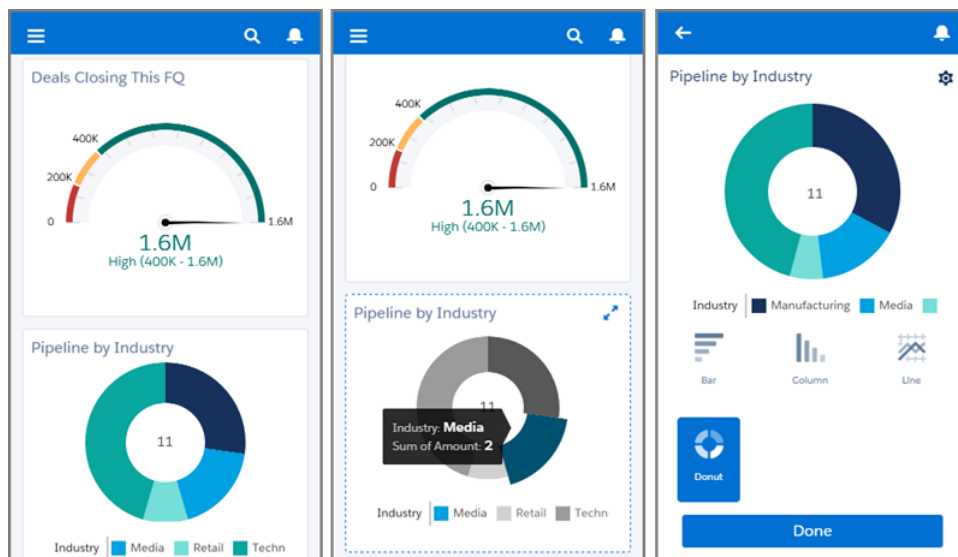 Deals Closing This FQ
400K
200K
0
1.6M
1.6M
High (400K - 1.6M)
Pipeline by Industry
11
Industry Media Retail Techn
400K
200K
0
1.6M
1.6M
High (400K - 1.6M)
Pipeline by Industry
11
Industry: Media
Sum of Amount: 2
Industry Media Retail Techn
Pipeline by Industry
11
Industry Manufacturing Media
Bar Column LIne
Donut
Done